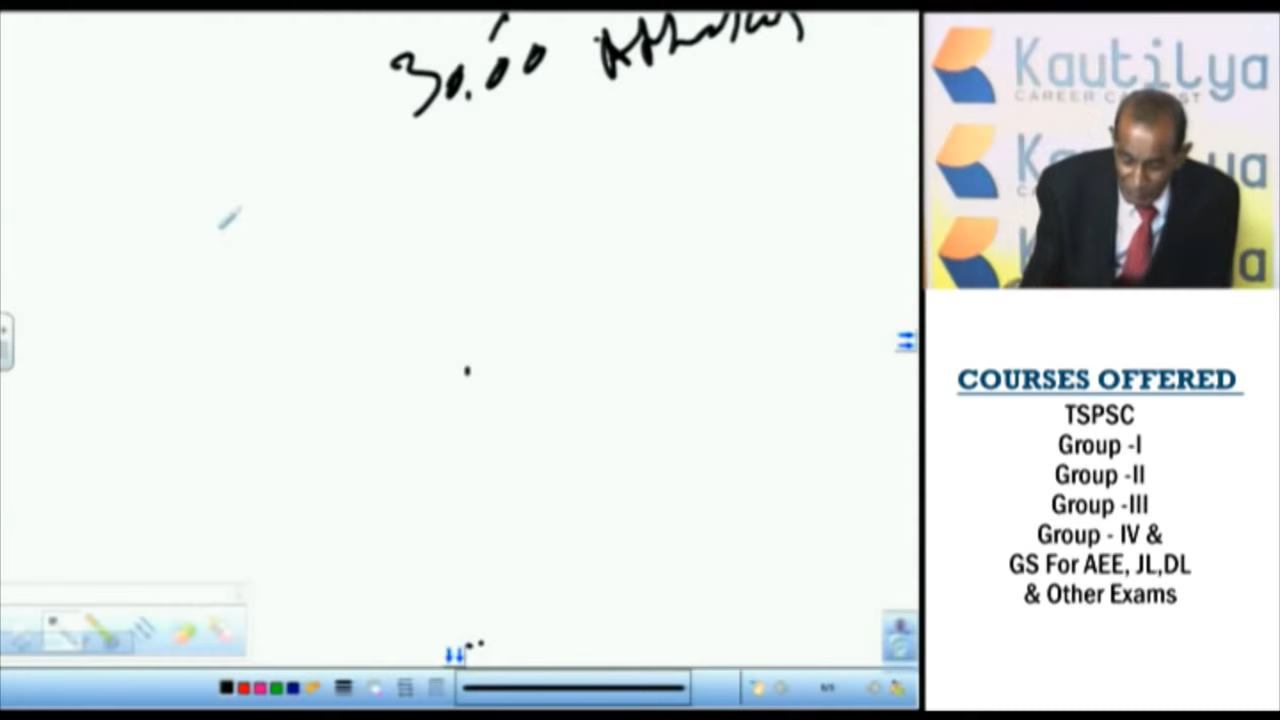 30.00
Kautilya
CAREER CATALYST
COURSES OFFERED
TSPSC
Group -I
Group -II
Group -III
Group - IV &
GS For AEE, JL,DL
& Other Exams